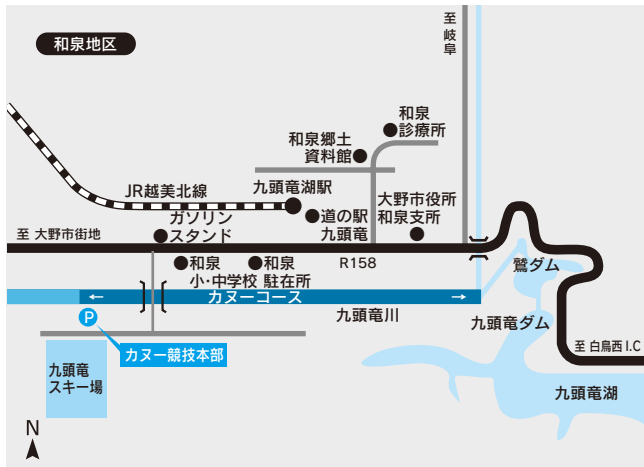 和泉地区
至 岐阜
和泉
診療所
和泉郷土
資料館
JR越美北線
九頭竜湖駅
大野市役所
和泉支所
道の駅
九頭竜
ガソリン
スタンド
至 大野市街地
R158
和泉
小・中学校
和泉
駐在所
鷲ダム
← カヌーコース →
九頭竜川
九頭竜ダム
P
カヌー競技本部
至 白鳥西I.C
九頭竜
スキー場
九頭竜湖
N